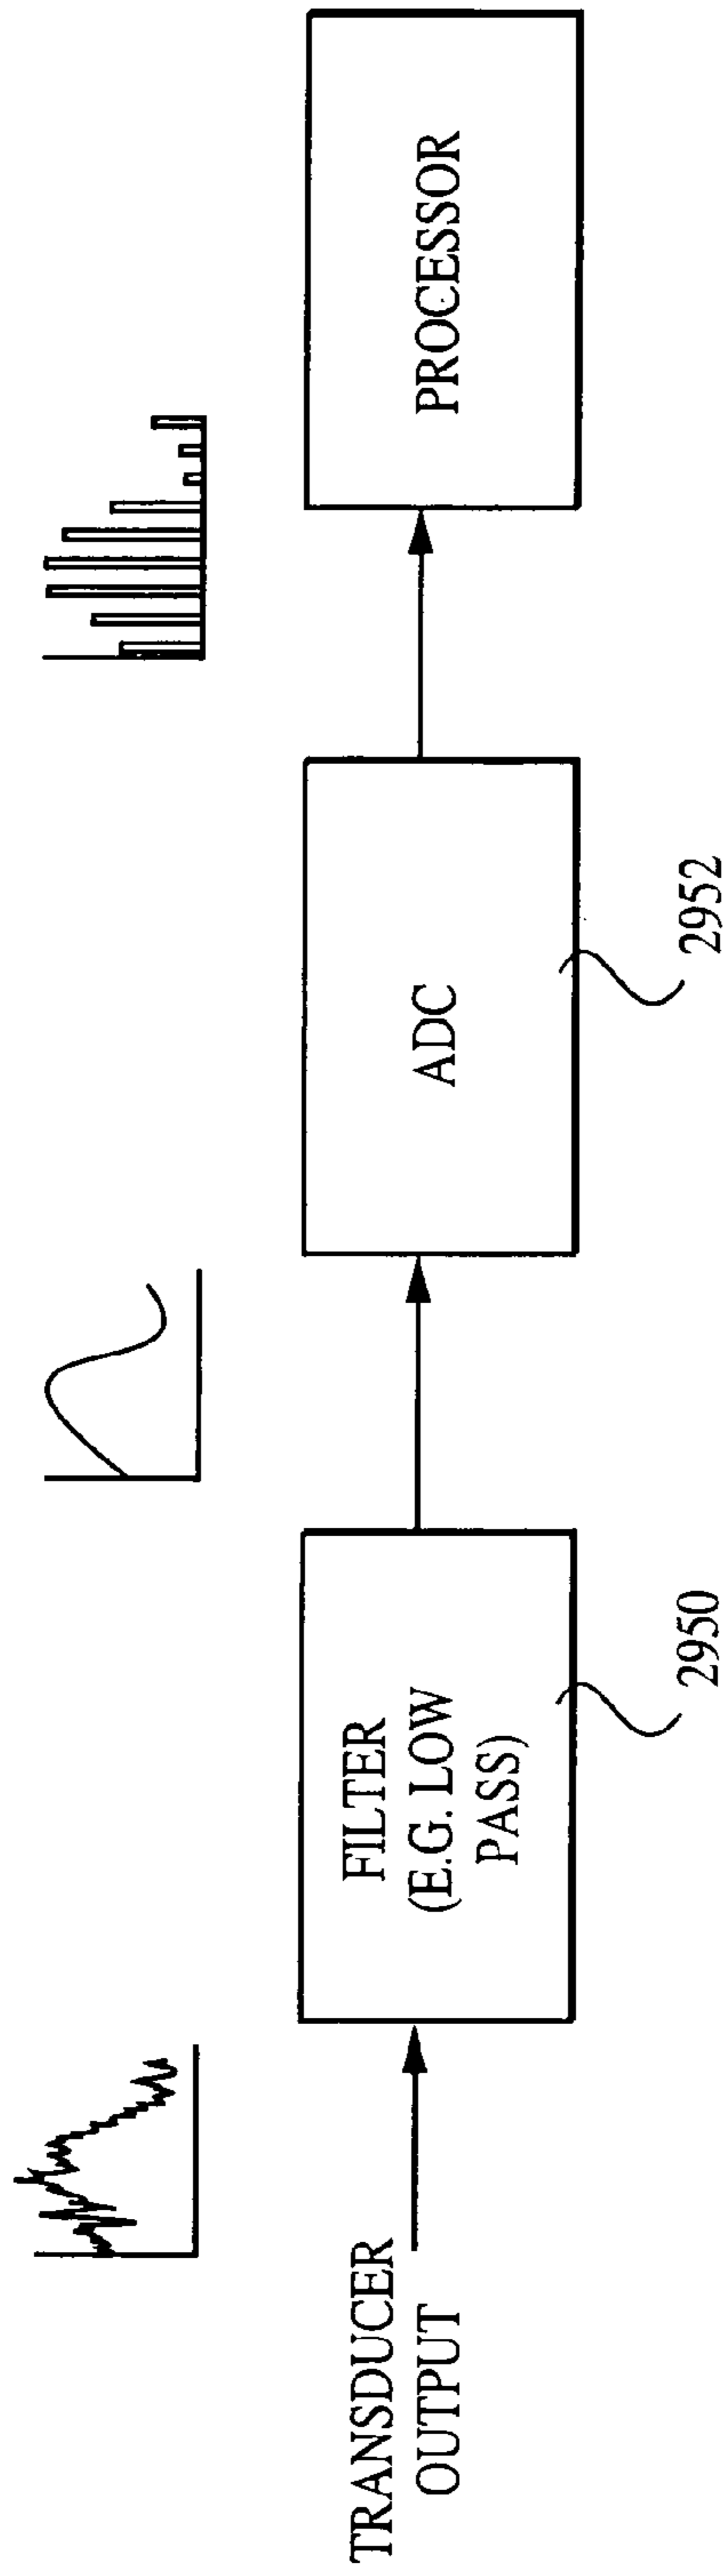 TRANSDUCER
OUTPUT
FILTER
(E.G. LOW
PASS)
2950
ADC
2952
PROCESSOR